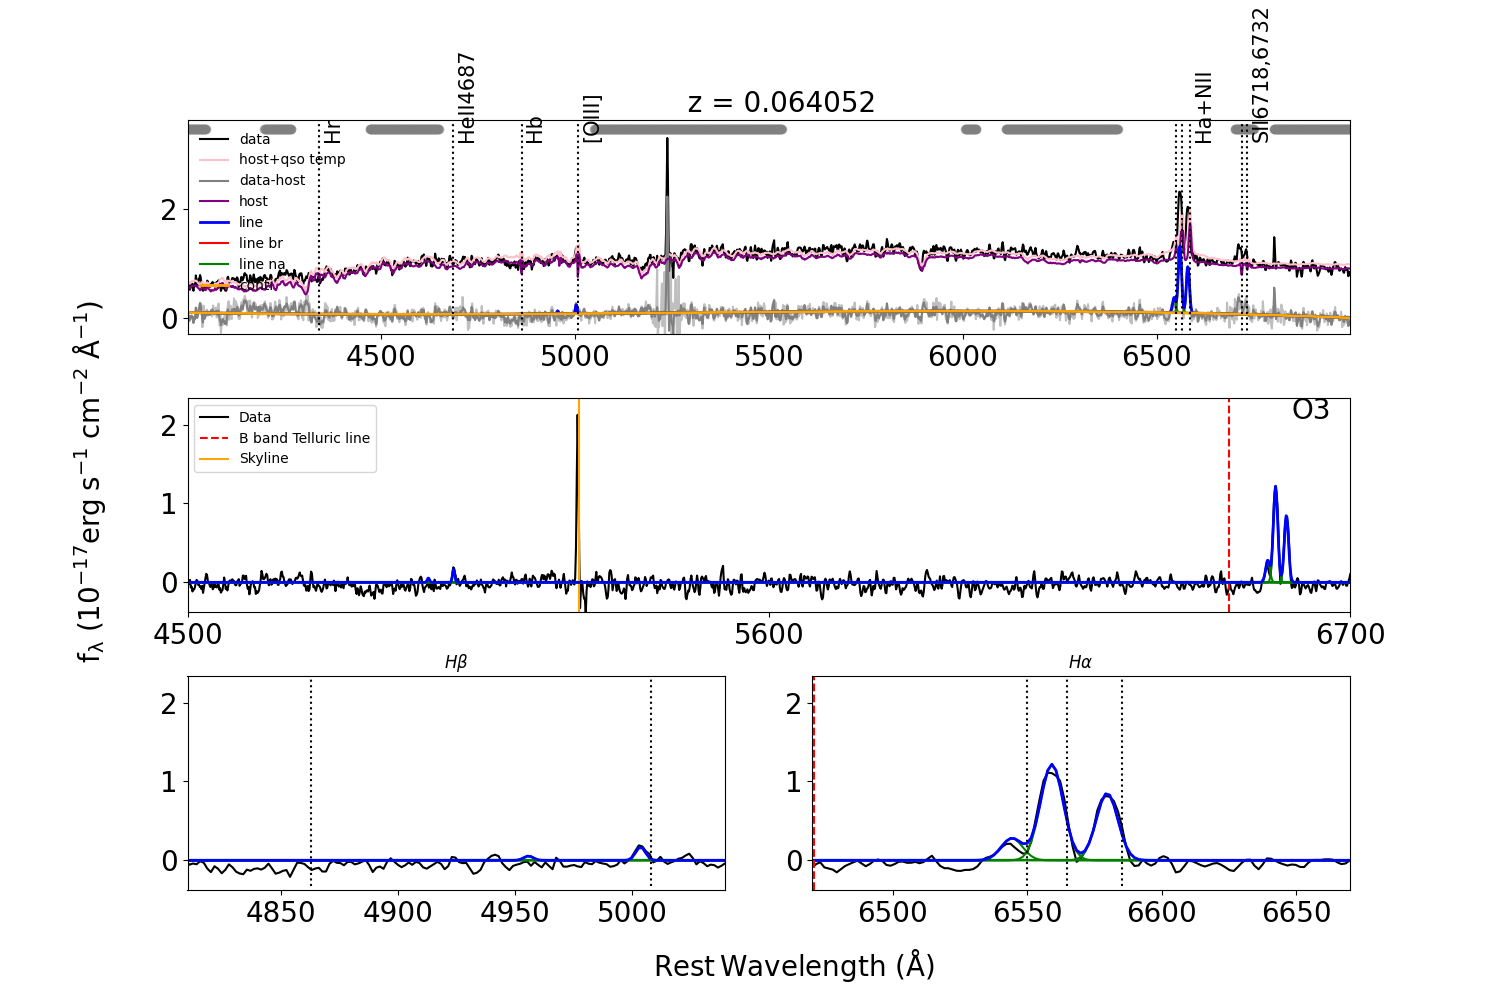 z = 0.064052
Hr
HeII4687
Hb
[OIII]
Ha+NII
SII6718,6732
data
host+qso temp
data-host
host
line
line br
line na
conti
2
0
4500 5000 5500 6000 6500
O3
Data
B band Telluric line
Skyline
2
1
0
4500 5600 6700
fλ (10⁻¹⁷erg s⁻¹ cm⁻² Å⁻¹)
Hβ
2
1
0
4850 4900 4950 5000
Hα
2
1
0
6500 6550 6600 6650
Rest Wavelength (Å)